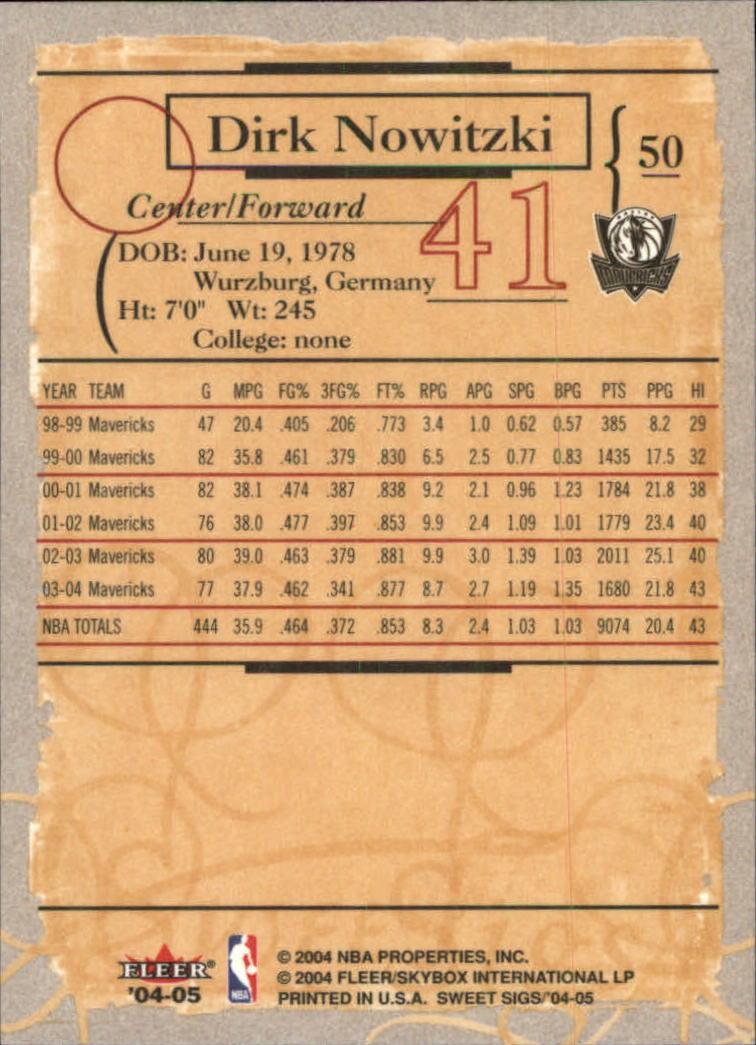 Dirk Nowitzki
50
Center/Forward
41
DOB: June 19, 1978
Wurzburg, Germany
Ht: 7'0" Wt: 245
College: none
MAVERICKS
YEAR TEAM G MPG FG% 3FG% FT% RPG APG SPG BPG PTS PPG HI
98-99 Mavericks 47 20.4 .405 .206 .773 3.4 1.0 0.62 0.57 385 8.2 29
99-00 Mavericks 82 35.8 .461 .379 .830 6.5 2.5 0.77 0.83 1435 17.5 32
00-01 Mavericks 82 38.1 .474 .387 .838 9.2 2.1 0.96 1.23 1784 21.8 38
01-02 Mavericks 76 38.0 .477 .397 .853 9.9 2.4 1.09 1.01 1779 23.4 40
02-03 Mavericks 80 39.0 .463 .379 .881 9.9 3.0 1.39 1.03 2011 25.1 40
03-04 Mavericks 77 37.9 .462 .341 .877 8.7 2.7 1.19 1.35 1680 21.8 43
NBA TOTALS 444 35.9 .464 .372 .853 8.3 2.4 1.03 1.03 9074 20.4 43
FLEER®
'04-05
NBA
© 2004 NBA PROPERTIES, INC.
© 2004 FLEER/SKYBOX INTERNATIONAL LP
PRINTED IN U.S.A. SWEET SIGS/'04-05